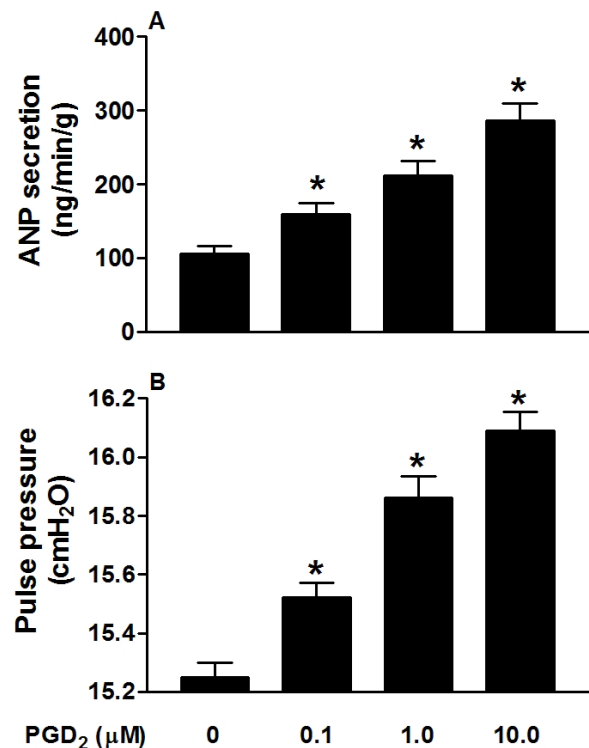 A
ANP secretion
(ng/min/g)
400
300
200
100
0
*
*
*
B
Pulse pressure
(cmH₂O)
16.2
16.0
15.8
15.6
15.4
15.2
*
*
*
PGD₂ (μM) 0 0.1 1.0 10.0